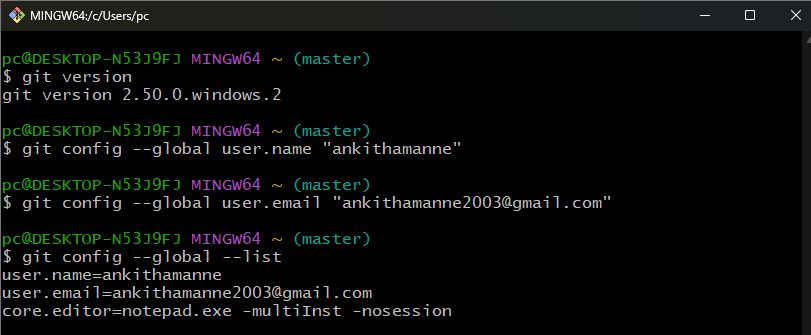 MINGW64:/c/Users/pc
pc@DESKTOP-N53J9FJ MINGW64 ~ (master)
$ git version
git version 2.50.0.windows.2
pc@DESKTOP-N53J9FJ MINGW64 ~ (master)
$ git config --global user.name "ankithamanne"
pc@DESKTOP-N53J9FJ MINGW64 ~ (master)
$ git config --global user.email "ankithamanne2003@gmail.com"
pc@DESKTOP-N53J9FJ MINGW64 ~ (master)
$ git config --global --list
user.name=ankithamanne
user.email=ankithamanne2003@gmail.com
core.editor=notepad.exe -multiInst -nosession